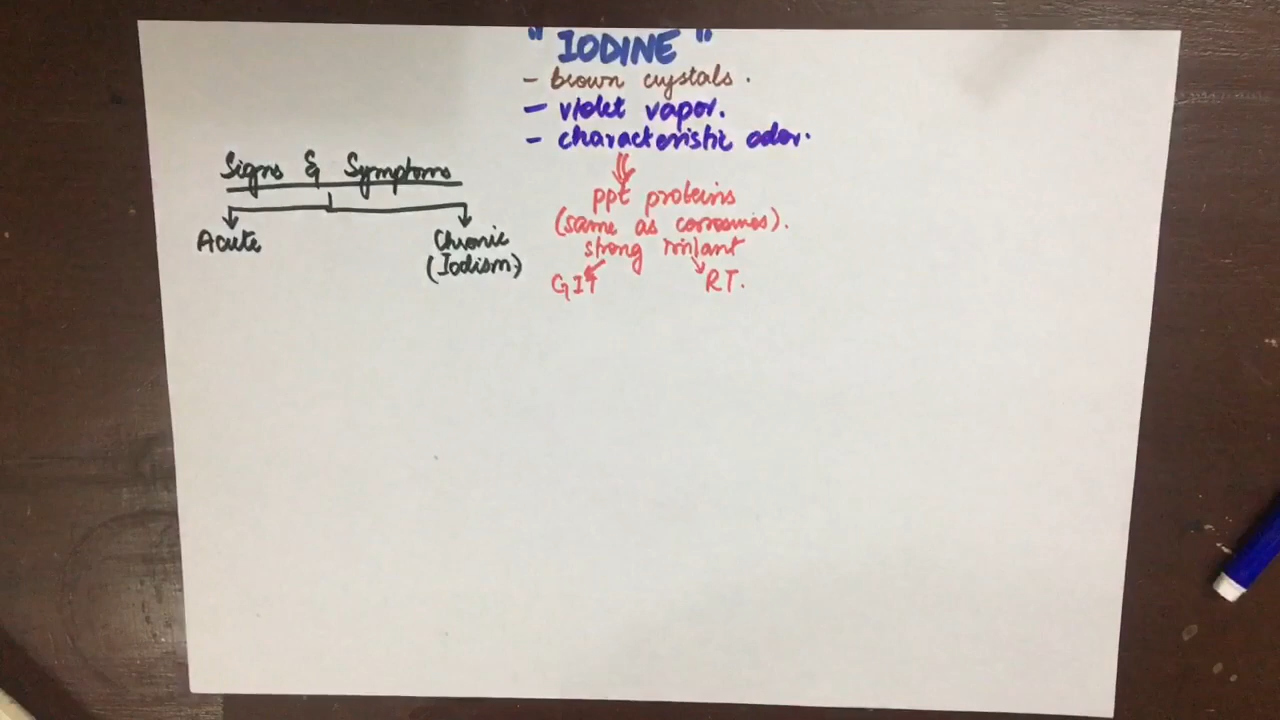 " IODINE "
- brown crystals.
- violet vapor.
- characteristic odor.
ppt proteins
(same as corrosives).
strong irritant
GIT RT.
Signs & Symptoms
Acute
Chronic
(Iodism)